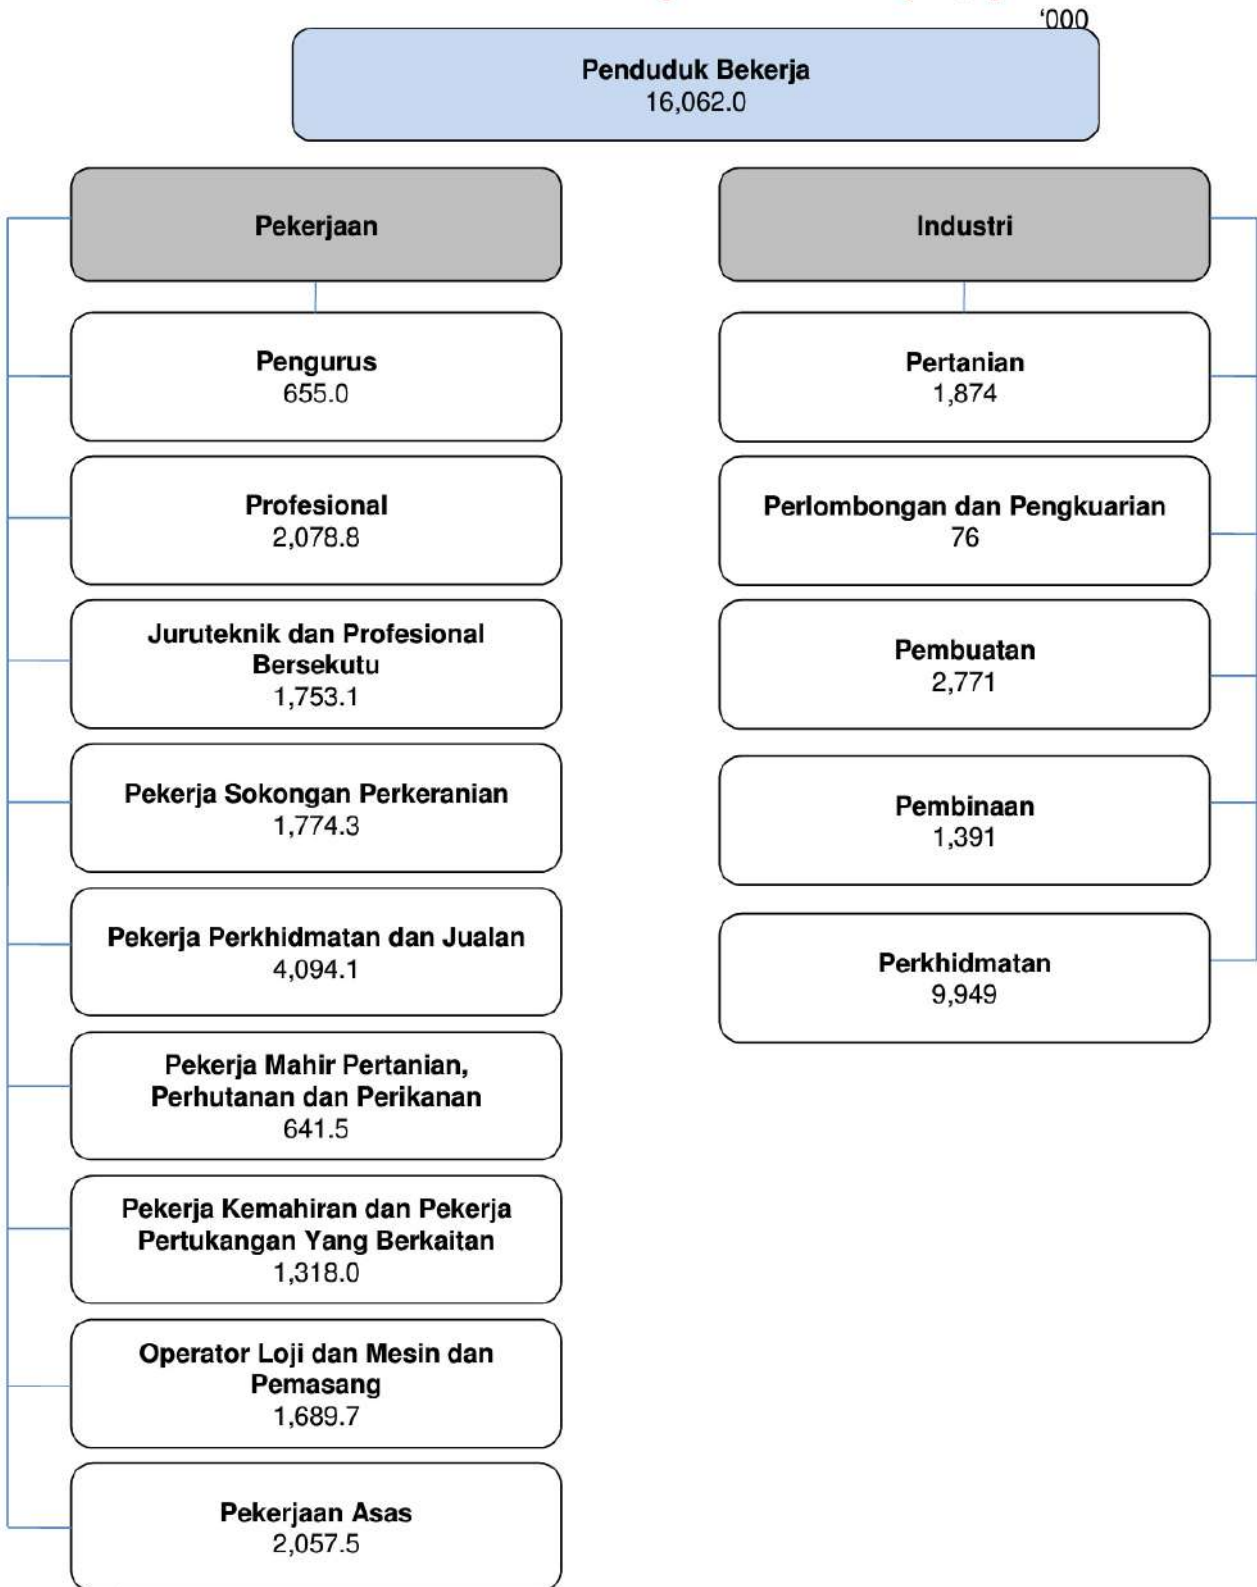 ‘000
Penduduk Bekerja
16,062.0
Pekerjaan
Pengurus
655.0
Profesional
2,078.8
Juruteknik dan Profesional
Bersekutu
1,753.1
Pekerja Sokongan Perkeranian
1,774.3
Pekerja Perkhidmatan dan Jualan
4,094.1
Pekerja Mahir Pertanian,
Perhutanan dan Perikanan
641.5
Pekerja Kemahiran dan Pekerja
Pertukangan Yang Berkaitan
1,318.0
Operator Loji dan Mesin dan
Pemasang
1,689.7
Pekerjaan Asas
2,057.5
Industri
Pertanian
1,874
Perlombongan dan Pengkuarian
76
Pembuatan
2,771
Pembinaan
1,391
Perkhidmatan
9,949